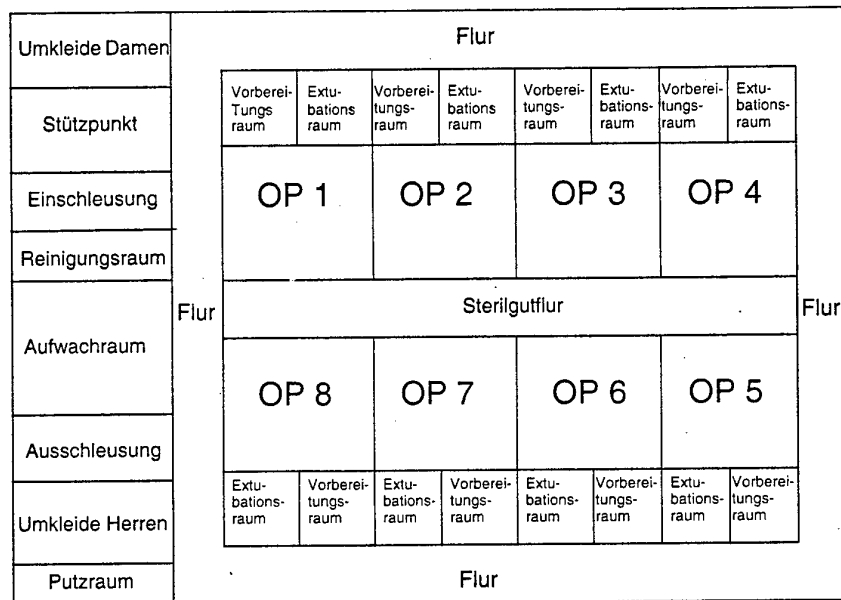 Umkleide Damen
Stützpunkt
Einschleusung
Reinigungsraum
Aufwachraum
Ausschleusung
Umkleide Herren
Putzraum
Flur
Vorberei-
Tungs
raum
Extu-
bations
raum
Vorberei-
tungs-
raum
Extu-
bations
raum
Vorberei-
tungs-
raum
Extu-
bations-
raum
Vorberei-
tungs-
raum
Extu-
bations-
raum
OP 1
OP 2
OP 3
OP 4
Flur
Sterilgutflur
Flur
OP 8
OP 7
OP 6
OP 5
Extu-
bations-
raum
Vorberei-
tungs-
raum
Extu-
bations-
raum
Vorberei-
tungs-
raum
Extu-
bations-
raum
Vorberei-
tungs-
raum
Extu-
bations-
raum
Vorberei-
tungs-
raum
Flur